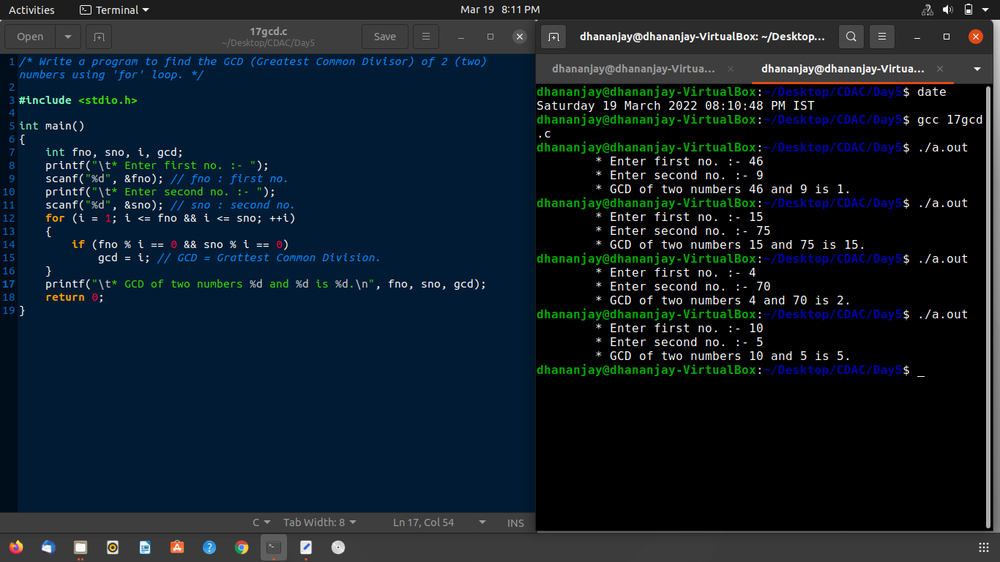 Activities Terminal Mar 19 8:11 PM
Open 17gcd.c Save
~/Desktop/CDAC/Day5
1 /* Write a program to find the GCD (Greatest Common Divisor) of 2 (two)
numbers using 'for' loop. */
2
3 #include <stdio.h>
4
5 int main()
6 {
7     int fno, sno, i, gcd;
8     printf("\t* Enter first no. :- ");
9     scanf("%d", &fno); // fno : first no.
10     printf("\t* Enter second no. :- ");
11     scanf("%d", &sno); // sno : second no.
12     for (i = 1; i <= fno && i <= sno; ++i)
13     {
14         if (fno % i == 0 && sno % i == 0)
15             gcd = i; // GCD = Grattest Common Division.
16     }
17     printf("\t* GCD of two numbers %d and %d is %d.\n", fno, sno, gcd);
18     return 0;
19 }
C Tab Width: 8 Ln 17, Col 54 INS
dhananjay@dhananjay-VirtualBox: ~/Desktop...
dhananjay@dhananjay-Virtua... dhananjay@dhananjay-Virtua...
dhananjay@dhananjay-VirtualBox:~/Desktop/CDAC/Day5$ date
Saturday 19 March 2022 08:10:48 PM IST
dhananjay@dhananjay-VirtualBox:~/Desktop/CDAC/Day5$ gcc 17gcd
.c
dhananjay@dhananjay-VirtualBox:~/Desktop/CDAC/Day5$ ./a.out
* Enter first no. :- 46
* Enter second no. :- 9
* GCD of two numbers 46 and 9 is 1.
dhananjay@dhananjay-VirtualBox:~/Desktop/CDAC/Day5$ ./a.out
* Enter first no. :- 15
* Enter second no. :- 75
* GCD of two numbers 15 and 75 is 15.
dhananjay@dhananjay-VirtualBox:~/Desktop/CDAC/Day5$ ./a.out
* Enter first no. :- 4
* Enter second no. :- 70
* GCD of two numbers 4 and 70 is 2.
dhananjay@dhananjay-VirtualBox:~/Desktop/CDAC/Day5$ ./a.out
* Enter first no. :- 10
* Enter second no. :- 5
* GCD of two numbers 10 and 5 is 5.
dhananjay@dhananjay-VirtualBox:~/Desktop/CDAC/Day5$ _